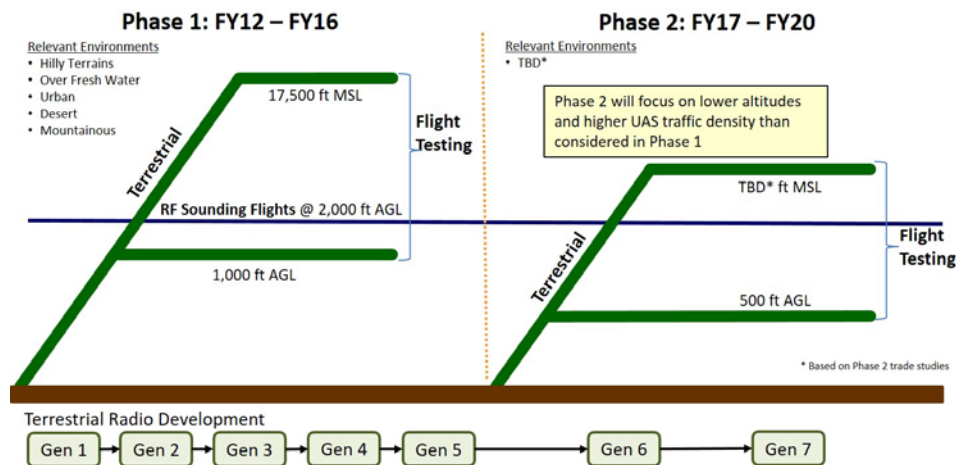 Phase 1: FY12 – FY16
Relevant Environments
• Hilly Terrains
• Over Fresh Water
• Urban
• Desert
• Mountainous
17,500 ft MSL
Flight
Testing
Terrestrial
RF Sounding Flights @ 2,000 ft AGL
1,000 ft AGL
Phase 2: FY17 – FY20
Relevant Environments
• TBD*
Phase 2 will focus on lower altitudes
and higher UAS traffic density than
considered in Phase 1
TBD* ft MSL
Terrestrial
Flight
Testing
500 ft AGL
* Based on Phase 2 trade studies
Terrestrial Radio Development
Gen 1
Gen 2
Gen 3
Gen 4
Gen 5
Gen 6
Gen 7